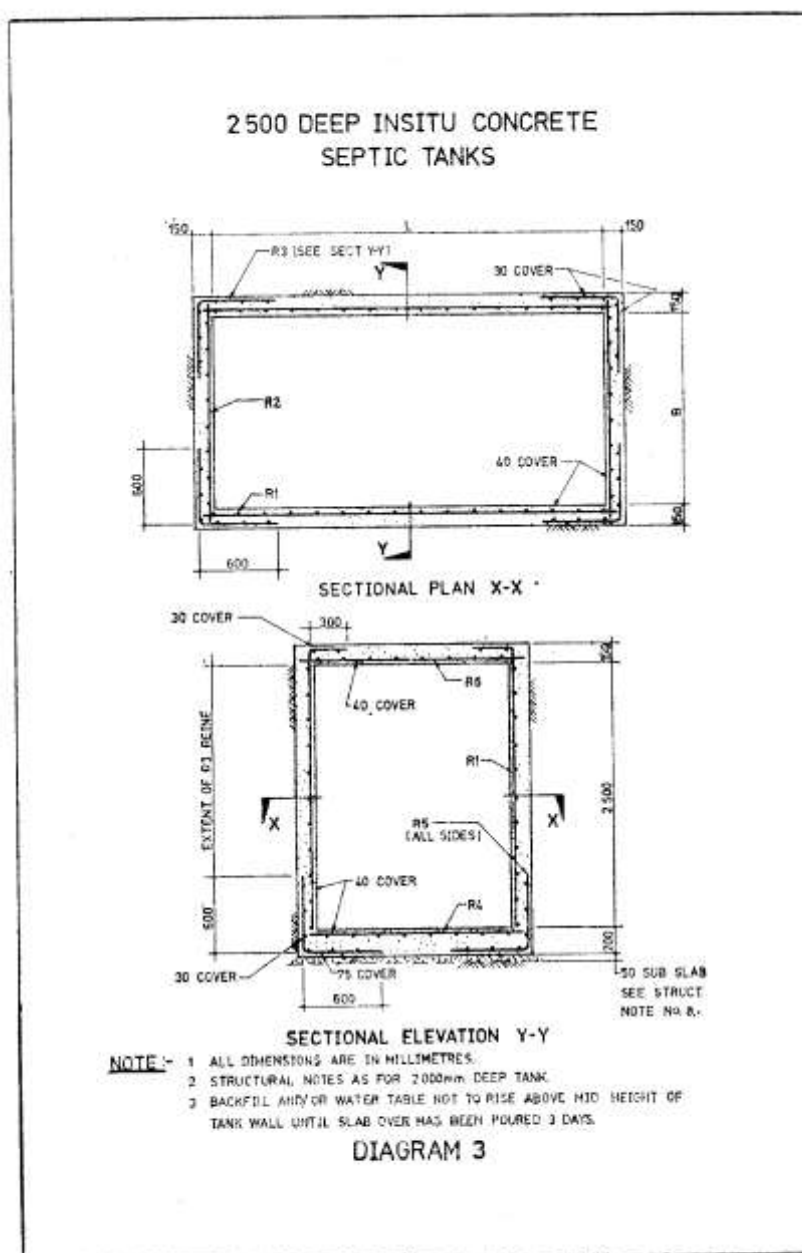 2500 DEEP INSITU CONCRETE
SEPTIC TANKS
150
L
150
R3 (SEE SECT Y-Y)
Y
30 COVER
150
R2
B
40 COVER
600
R1
150
Y
600
SECTIONAL PLAN X-X
30 COVER
300
150
R6
40 COVER
EXTENT OF R3 REINF
R1
2500
X
X
R5
(ALL SIDES)
40 COVER
R4
600
200
30 COVER
75 COVER
50 SUB SLAB
SEE STRUCT
NOTE No. 8.
600
SECTIONAL ELEVATION Y-Y
NOTE:- 1 ALL DIMENSIONS ARE IN MILLIMETRES.
2 STRUCTURAL NOTES AS FOR 2000mm DEEP TANK.
3 BACKFILL AND/OR WATER TABLE NOT TO RISE ABOVE MID HEIGHT OF
TANK WALL UNTIL SLAB OVER HAS BEEN POURED 3 DAYS.
DIAGRAM 3